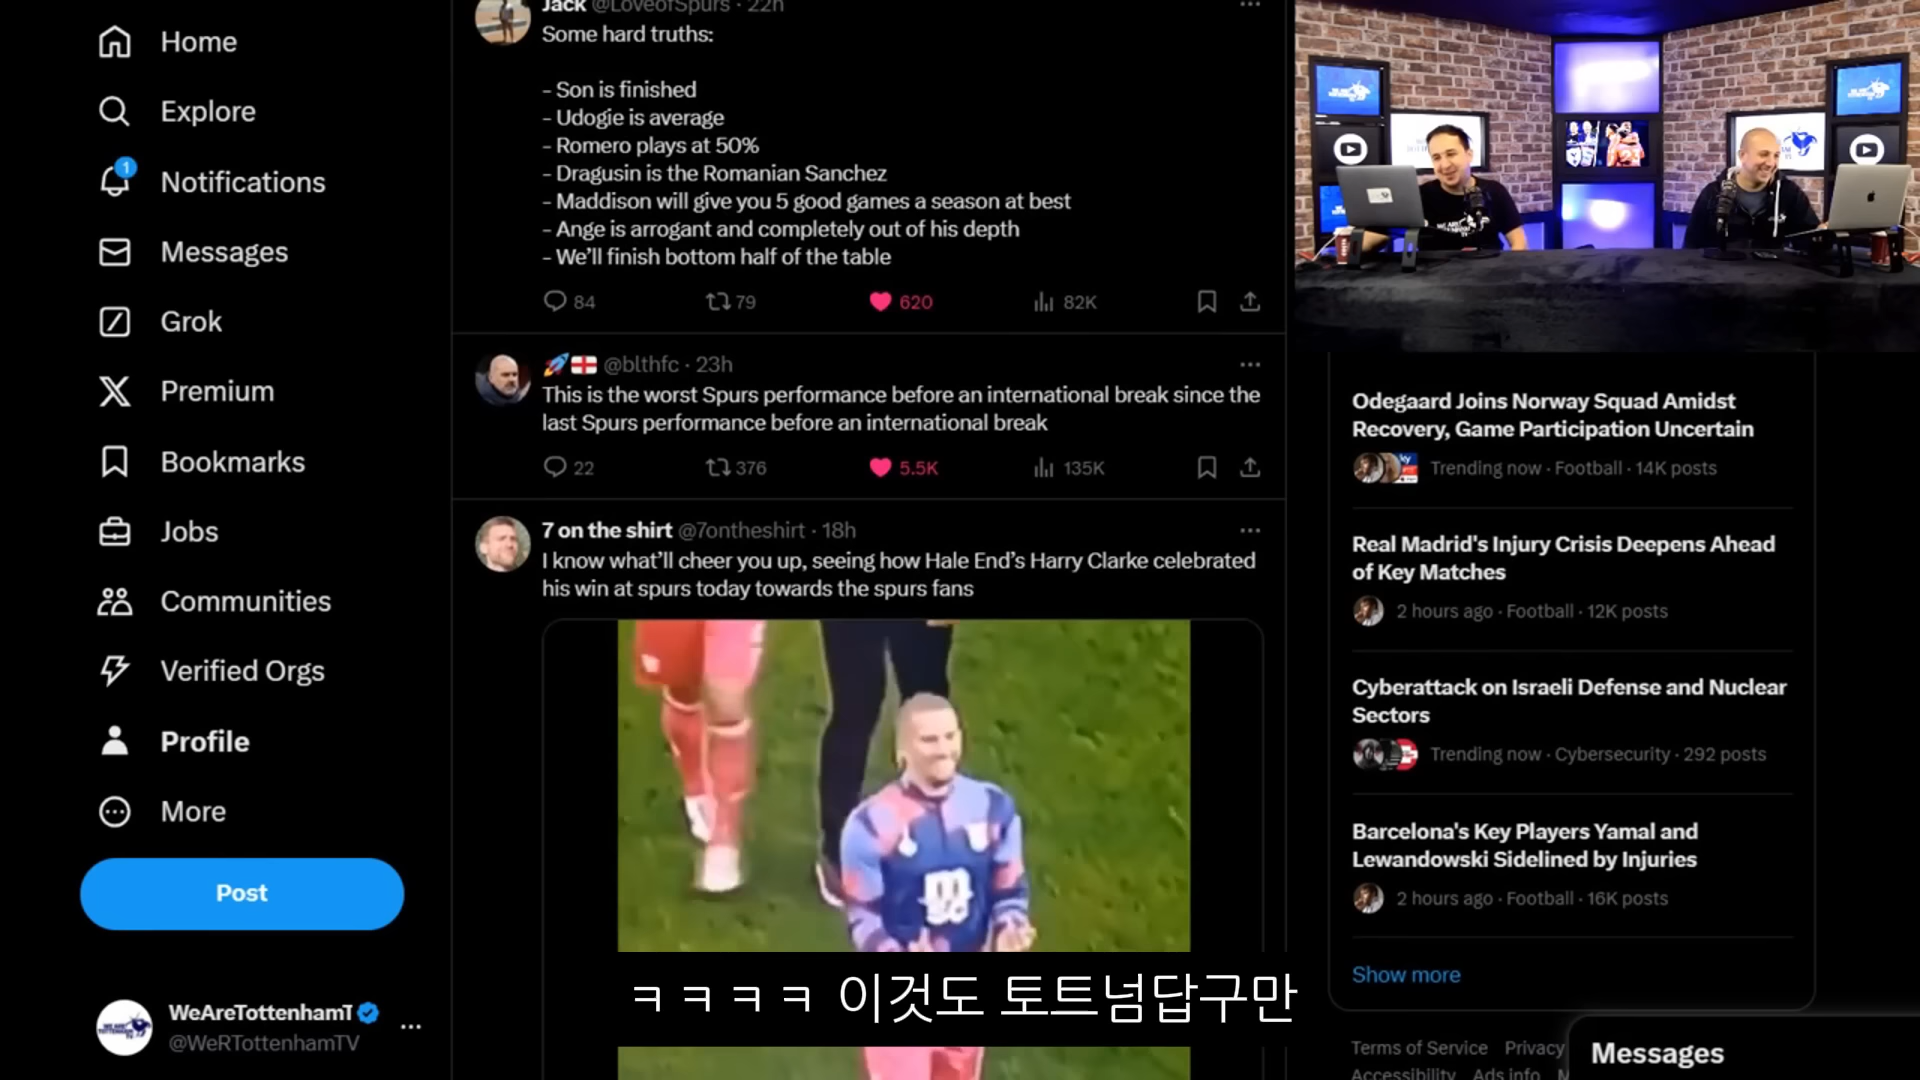 Home
Explore
1
Notifications
Messages
Grok
Premium
Bookmarks
Jobs
Communities
Verified Orgs
Profile
More
Post
WeAreTottenhamT
@WeRTottenhamTV
Jack @LoveofSpurs · 22h
Some hard truths:
- Son is finished
- Udogie is average
- Romero plays at 50%
- Dragusin is the Romanian Sanchez
- Maddison will give you 5 good games a season at best
- Ange is arrogant and completely out of his depth
- We’ll finish bottom half of the table
84 79 620 82K
@blthfc · 23h
This is the worst Spurs performance before an international break since the
last Spurs performance before an international break
22 376 5.5K 135K
7 on the shirt @7ontheshirt · 18h
I know what’ll cheer you up, seeing how Hale End’s Harry Clarke celebrated
his win at spurs today towards the spurs fans
ㅋㅋㅋㅋ 이것도 토트넘답구만
Odegaard Joins Norway Squad Amidst
Recovery, Game Participation Uncertain
Trending now · Football · 14K posts
Real Madrid's Injury Crisis Deepens Ahead
of Key Matches
2 hours ago · Football · 12K posts
Cyberattack on Israeli Defense and Nuclear
Sectors
Trending now · Cybersecurity · 292 posts
Barcelona's Key Players Yamal and
Lewandowski Sidelined by Injuries
2 hours ago · Football · 16K posts
Show more
Terms of Service Privacy
Accessibility Ads info
Messages